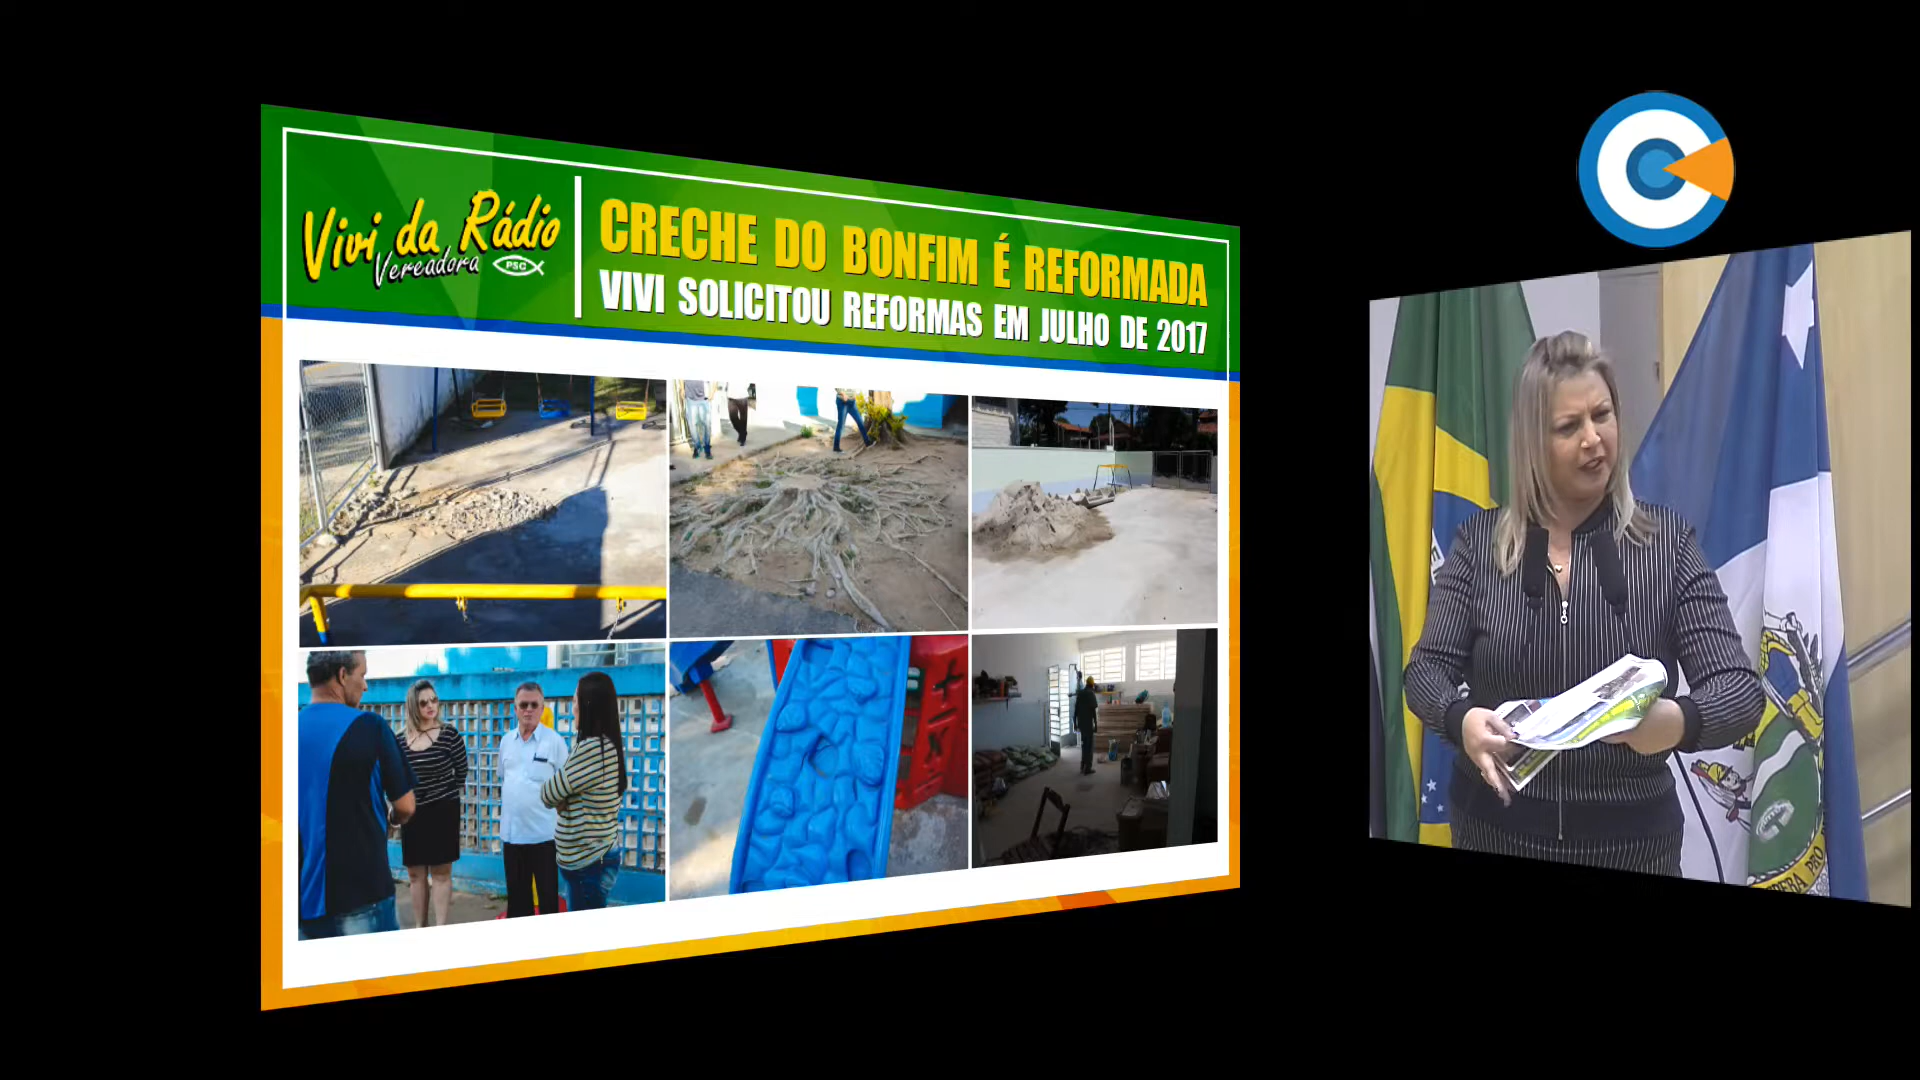 Vivi da Rádio
Vereadora PSC
CRECHE DO BONFIM É REFORMADA
VIVI SOLICITOU REFORMAS EM JULHO DE 2017